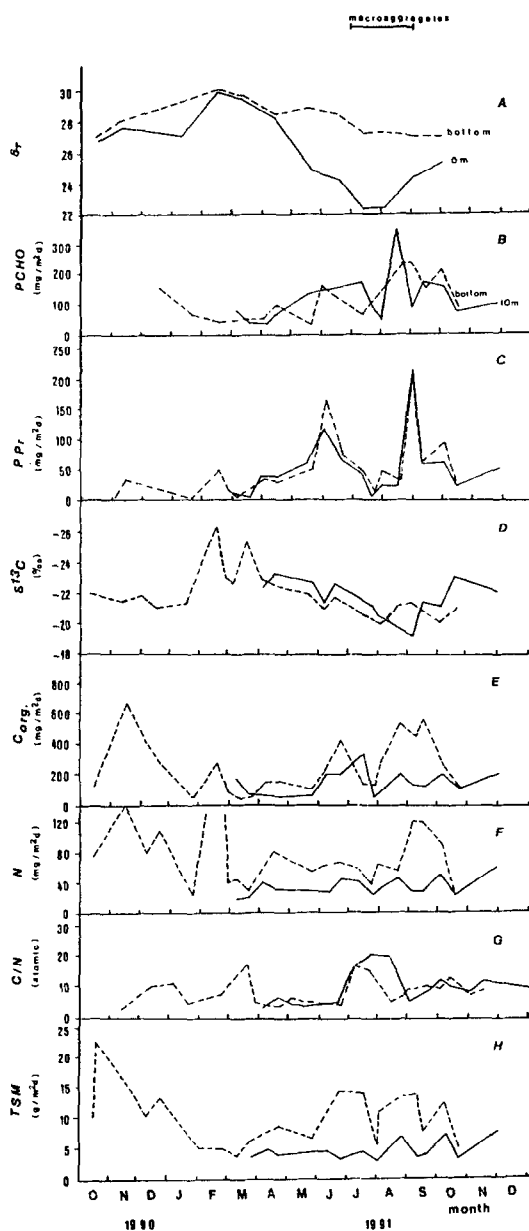 macroaggregates
30
28
26
24
22
δT
A
bottom
0m
300
200
100
0
PCHO
(mg/m²d)
B
bottom
10m
250
200
150
100
50
0
PPr
(mg/m²d)
C
-26
-24
-22
-20
-18
δ13C
(‰)
D
800
600
400
200
0
Corg.
(mg/m²d)
E
120
80
40
0
N
(mg/m²d)
F
30
20
10
0
C/N
(atomic)
G
25
20
15
10
5
0
TSM
(g/m²d)
H
O N D J F M A M J J A S O N D
month
1990 1991